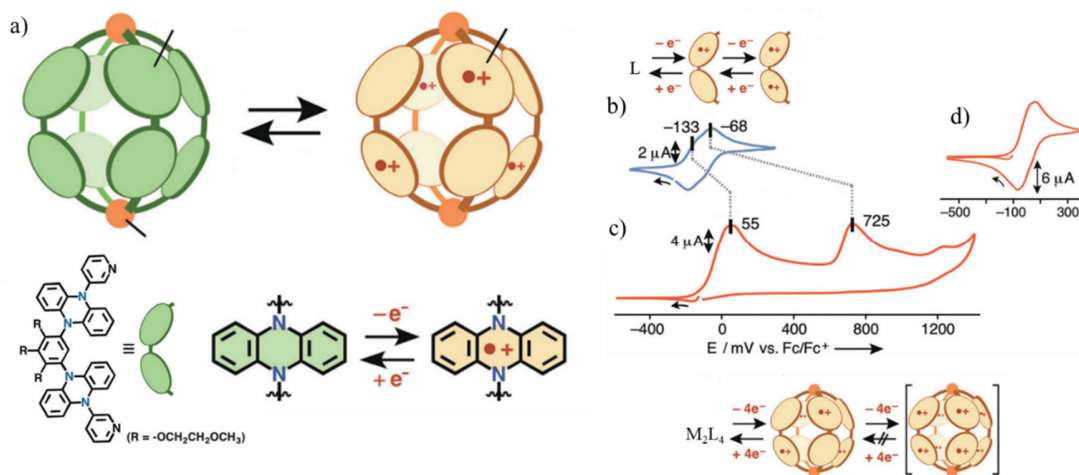 a)
N
N
N
R
R
R
N
N
N
≡
(R = -OCH₂CH₂OCH₃)
N
N
− e⁻
+ e⁻
N
•+
N
•+
•+
•+
•+
− e⁻
− e⁻
L
+ e⁻
+ e⁻
•+
•+
•+
b)
−133
−68
2 µA
d)
6 µA
−500
−100
300
c)
55
725
4 µA
−400
0
400
800
1200
E / mV vs. Fc/Fc⁺
− 4e⁻
− 4e⁻
M₂L₄
+ 4e⁻
+ 4e⁻